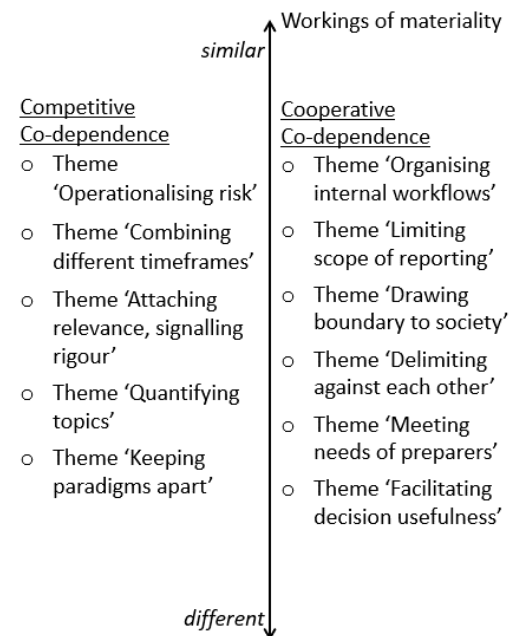 Workings of materiality
similar
Competitive
Co-dependence
o Theme
‘Operationalising risk’
o Theme ‘Combining
different timeframes’
o Theme ‘Attaching
relevance, signalling
rigour’
o Theme ‘Quantifying
topics’
o Theme ‘Keeping
paradigms apart’
Cooperative
Co-dependence
o Theme ‘Organising
internal workflows’
o Theme ‘Limiting
scope of reporting’
o Theme ‘Drawing
boundary to society’
o Theme ‘Delimiting
against each other’
o Theme ‘Meeting
needs of preparers’
o Theme ‘Facilitating
decision usefulness’
different